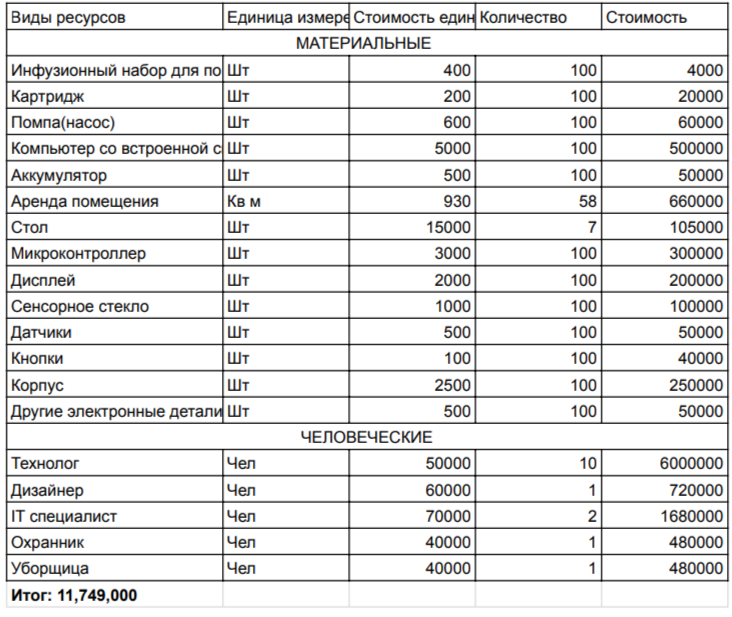 Виды ресурсов Единица измере Стоимость един Количество Стоимость
МАТЕРИАЛЬНЫЕ
Инфузионный набор для по Шт 400 100 4000
Картридж Шт 200 100 20000
Помпа(насос) Шт 600 100 60000
Компьютер со встроенной с Шт 5000 100 500000
Аккумулятор Шт 500 100 50000
Аренда помещения Кв м 930 58 660000
Стол Шт 15000 7 105000
Микроконтроллер Шт 3000 100 300000
Дисплей Шт 2000 100 200000
Сенсорное стекло Шт 1000 100 100000
Датчики Шт 500 100 50000
Кнопки Шт 100 100 40000
Корпус Шт 2500 100 250000
Другие электронные детали Шт 500 100 50000
ЧЕЛОВЕЧЕСКИЕ
Технолог Чел 50000 10 6000000
Дизайнер Чел 60000 1 720000
IT специалист Чел 70000 2 1680000
Охранник Чел 40000 1 480000
Уборщица Чел 40000 1 480000
Итог: 11,749,000